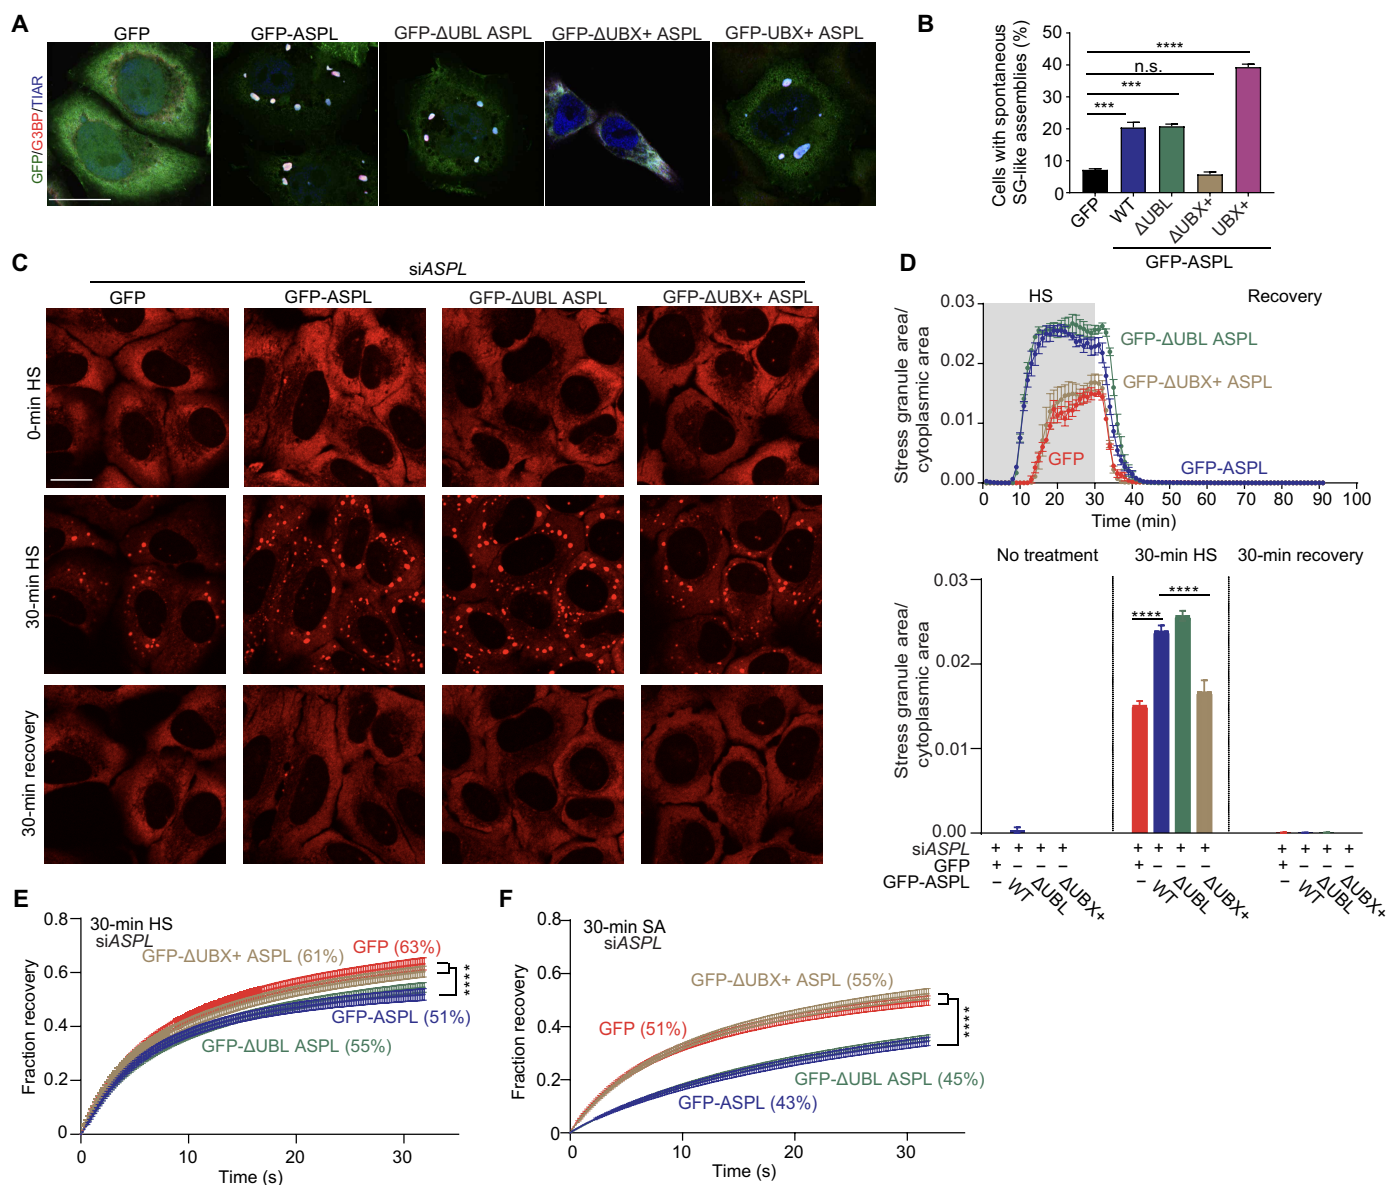 A
GFP
GFP-ASPL
GFP-ΔUBL ASPL
GFP-ΔUBX+ ASPL
GFP-UBX+ ASPL
GFP/G3BP/TIAR
B
Cells with spontaneous
SG-like assemblies (%)
50
40
30
20
10
0
****
n.s.
***
***
GFP
WT
ΔUBL
ΔUBX+
UBX+
GFP-ASPL
C
siASPL
GFP
GFP-ASPL
GFP-ΔUBL ASPL
GFP-ΔUBX+ ASPL
0-min HS
30-min HS
30-min recovery
D
HS
Recovery
Stress granule area/
cytoplasmic area
0.03
0.02
0.01
0.00
GFP-ΔUBL ASPL
GFP-ΔUBX+ ASPL
GFP
GFP-ASPL
0 10 20 30 40 50 60 70 80 90 100
Time (min)
No treatment
30-min HS
30-min recovery
Stress granule area/
cytoplasmic area
0.03
0.02
0.01
0.00
****
****
siASPL + + + + + + + + + + + +
GFP + − − − + − − − + − − −
GFP-ASPL − WT ΔUBL ΔUBX+ − WT ΔUBL ΔUBX+ − WT ΔUBL ΔUBX+
E
30-min HS
siASPL
Fraction recovery
0.8
0.6
0.4
0.2
0
GFP-ΔUBX+ ASPL (61%)
GFP (63%)
****
GFP-ASPL (51%)
GFP-ΔUBL ASPL (55%)
0 10 20 30
Time (s)
F
30-min SA
siASPL
Fraction recovery
0.8
0.6
0.4
0.2
0
GFP-ΔUBX+ ASPL (55%)
GFP (51%)
****
GFP-ΔUBL ASPL (45%)
GFP-ASPL (43%)
0 10 20 30
Time (s)